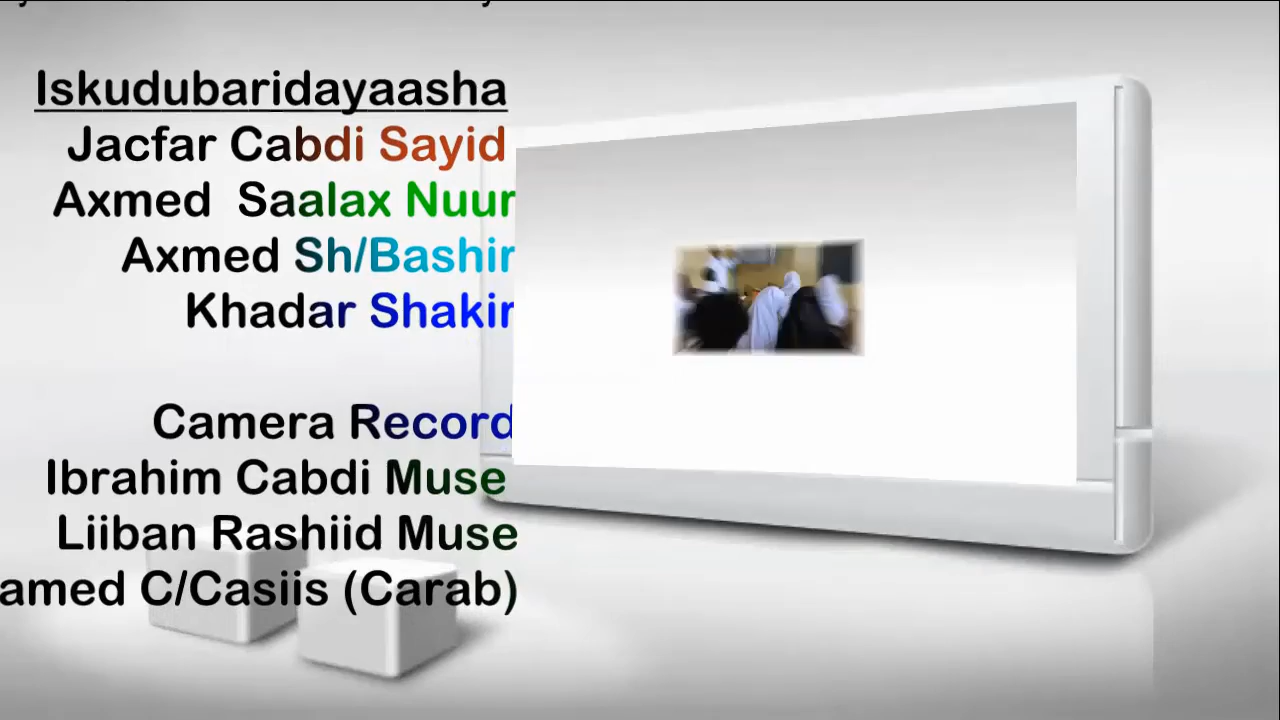 Iskudubaridayaasha
Jacfar Cabdi Sayid
Axmed Saalax Nuur
Axmed Sh/Bashir
Khadar Shakir
Camera Record
Ibrahim Cabdi Muse
Liiban Rashiid Muse
C/Casiis (Carab)